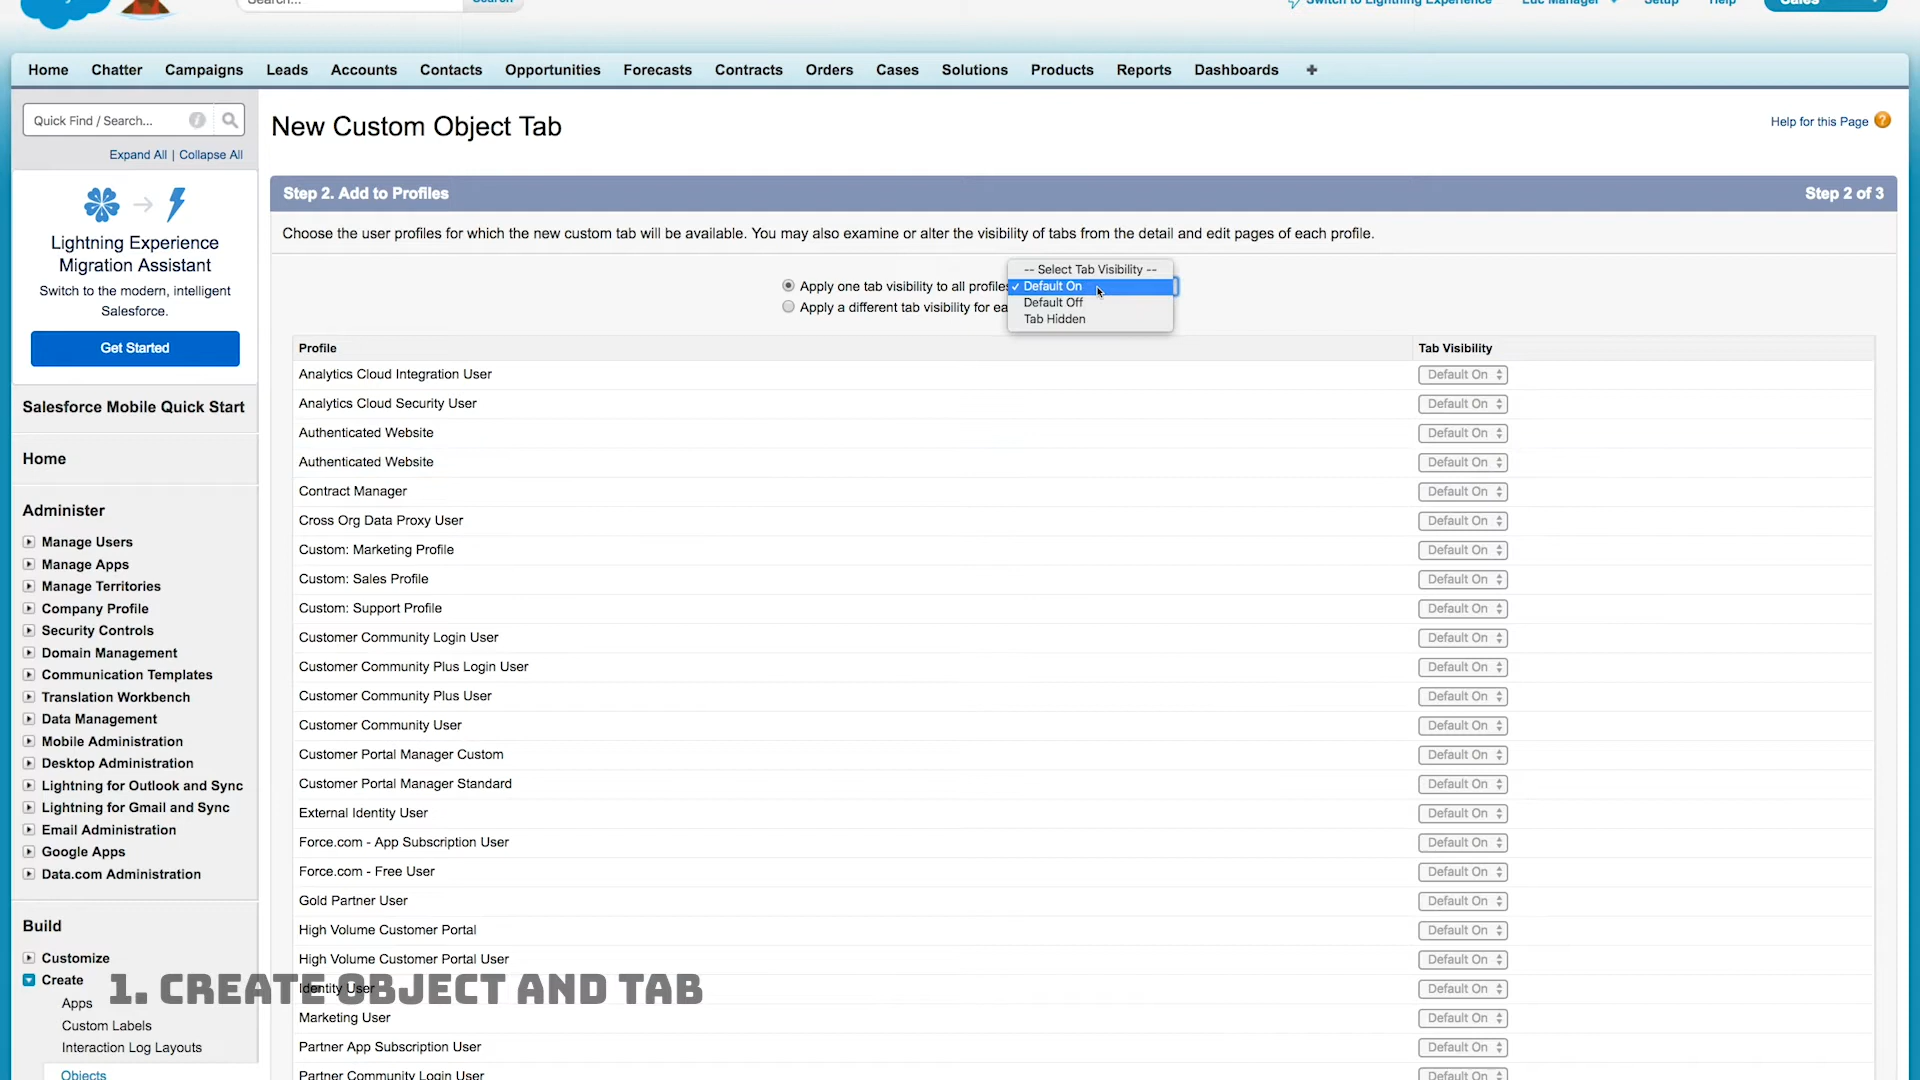 Search...
Search
Switch to Lightning Experience
Luc Manager
Setup
Help
Sales
Home Chatter Campaigns Leads Accounts Contacts Opportunities Forecasts Contracts Orders Cases Solutions Products Reports Dashboards +
Quick Find / Search...
Expand All | Collapse All
Lightning Experience
Migration Assistant
Switch to the modern, intelligent
Salesforce.
Get Started
Salesforce Mobile Quick Start
Home
Administer
Manage Users
Manage Apps
Manage Territories
Company Profile
Security Controls
Domain Management
Communication Templates
Translation Workbench
Data Management
Mobile Administration
Desktop Administration
Lightning for Outlook and Sync
Lightning for Gmail and Sync
Email Administration
Google Apps
Data.com Administration
Build
Customize
Create
Apps
Custom Labels
Interaction Log Layouts
Objects
New Custom Object Tab
Help for this Page ?
Step 2. Add to Profiles
Step 2 of 3
Choose the user profiles for which the new custom tab will be available. You may also examine or alter the visibility of tabs from the detail and edit pages of each profile.
Apply one tab visibility to all profiles
Apply a different tab visibility for ea
-- Select Tab Visibility --
✓ Default On
Default Off
Tab Hidden
Profile Tab Visibility
Analytics Cloud Integration User Default On
Analytics Cloud Security User Default On
Authenticated Website Default On
Authenticated Website Default On
Contract Manager Default On
Cross Org Data Proxy User Default On
Custom: Marketing Profile Default On
Custom: Sales Profile Default On
Custom: Support Profile Default On
Customer Community Login User Default On
Customer Community Plus Login User Default On
Customer Community Plus User Default On
Customer Community User Default On
Customer Portal Manager Custom Default On
Customer Portal Manager Standard Default On
External Identity User Default On
Force.com - App Subscription User Default On
Force.com - Free User Default On
Gold Partner User Default On
High Volume Customer Portal Default On
High Volume Customer Portal User Default On
Identity User Default On
Marketing User Default On
Partner App Subscription User Default On
Partner Community Login User Default On
1. CREATE OBJECT AND TAB